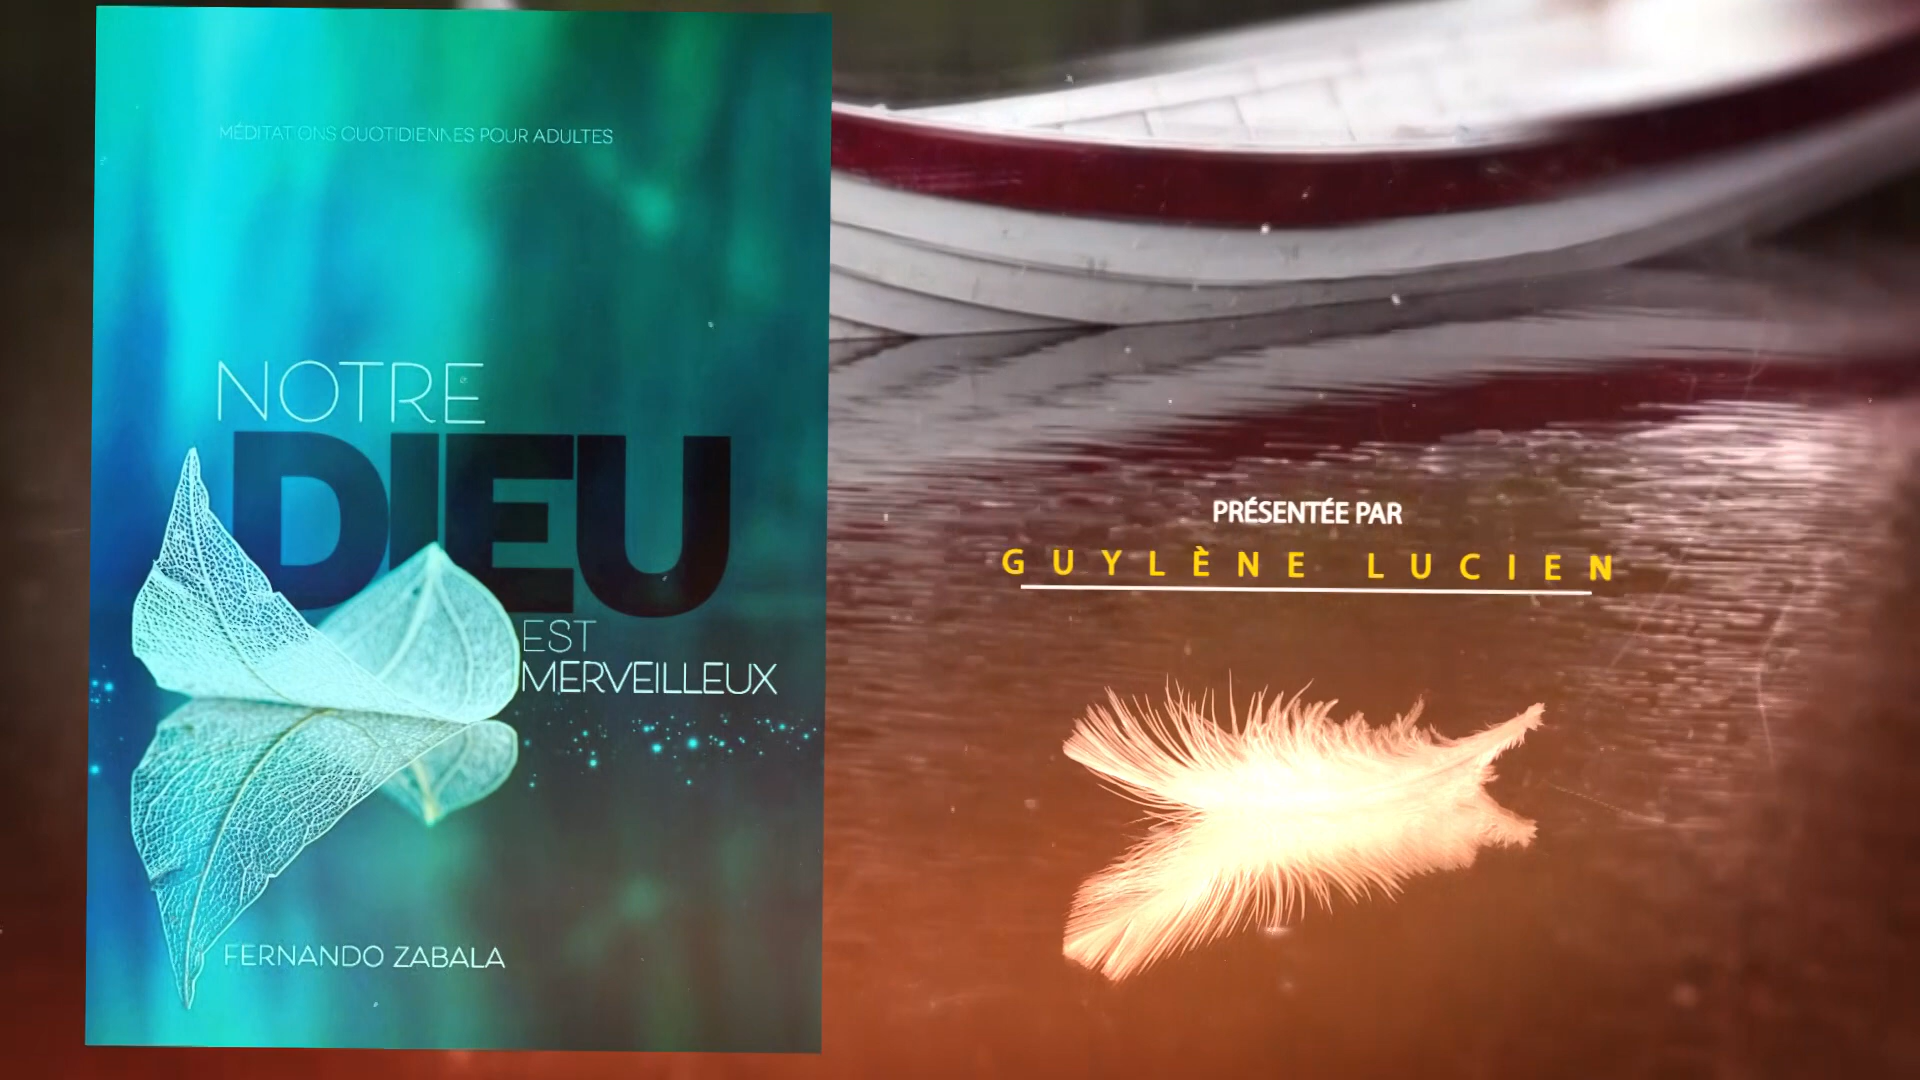 MÉDITATIONS QUOTIDIENNES POUR ADULTES
NOTRE
DIEU
EST
MERVEILLEUX
FERNANDO ZABALA
PRÉSENTÉE PAR
GUYLÈNE LUCIEN